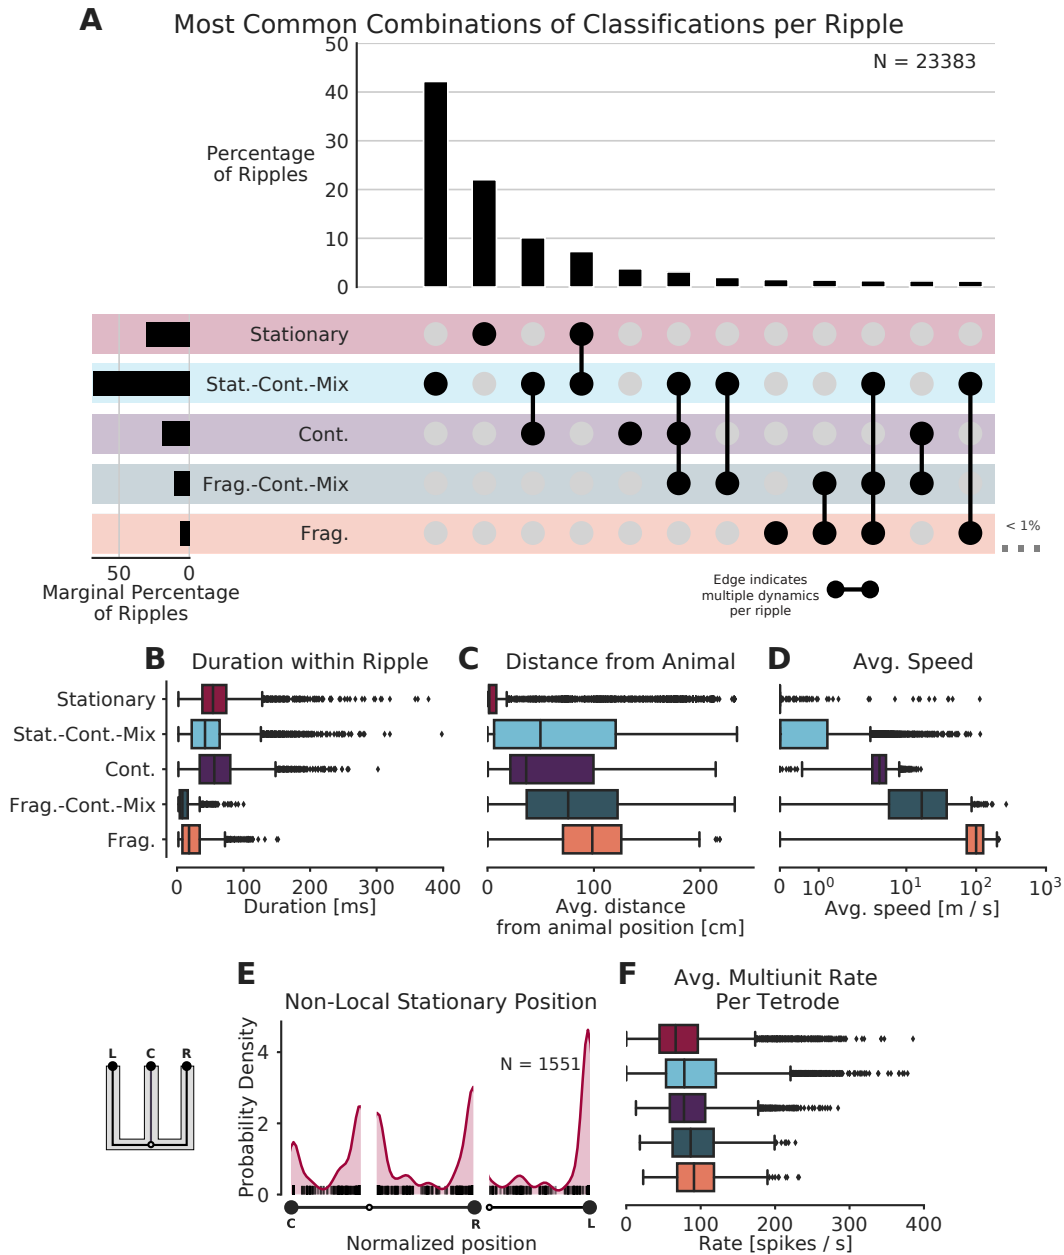 A
Most Common Combinations of Classifications per Ripple
50
40
30
20
10
0
N = 23383
Percentage
of Ripples
Stationary
Stat.-Cont.-Mix
Cont.
Frag.-Cont.-Mix
Frag.
< 1%
50 0
Marginal Percentage
of Ripples
Edge indicates
multiple dynamics
per ripple
B Duration within Ripple
C Distance from Animal
D Avg. Speed
Stationary
Stat.-Cont.-Mix
Cont.
Frag.-Cont.-Mix
Frag.
0 100 200 300 400
Duration [ms]
0 100 200
Avg. distance
from animal position [cm]
0 10^0 10^1 10^2 10^3
Avg. speed [m / s]
L C R
E
Non-Local Stationary Position
N = 1551
Probability Density
4
2
0
C R L
Normalized position
F Avg. Multiunit Rate
Per Tetrode
0 100 200 300 400
Rate [spikes / s]